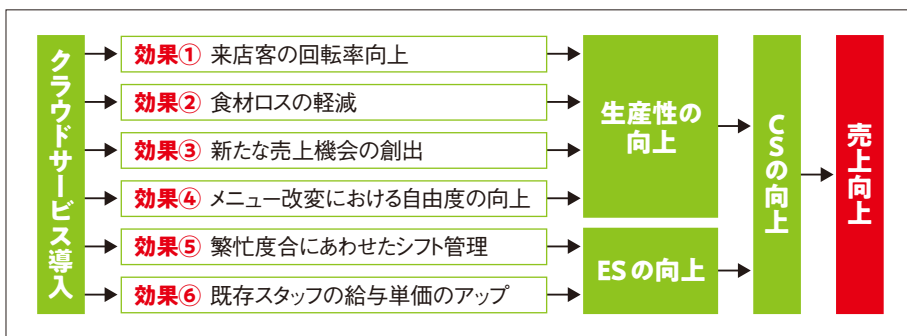 クラウドサービス導入
効果① 来店客の回転率向上
効果② 食材ロスの軽減
効果③ 新たな売上機会の創出
効果④ メニュー改変における自由度の向上
効果⑤ 繁忙度合にあわせたシフト管理
効果⑥ 既存スタッフの給与単価のアップ
生産性の
向上
ESの向上
CSの向上
売上向上